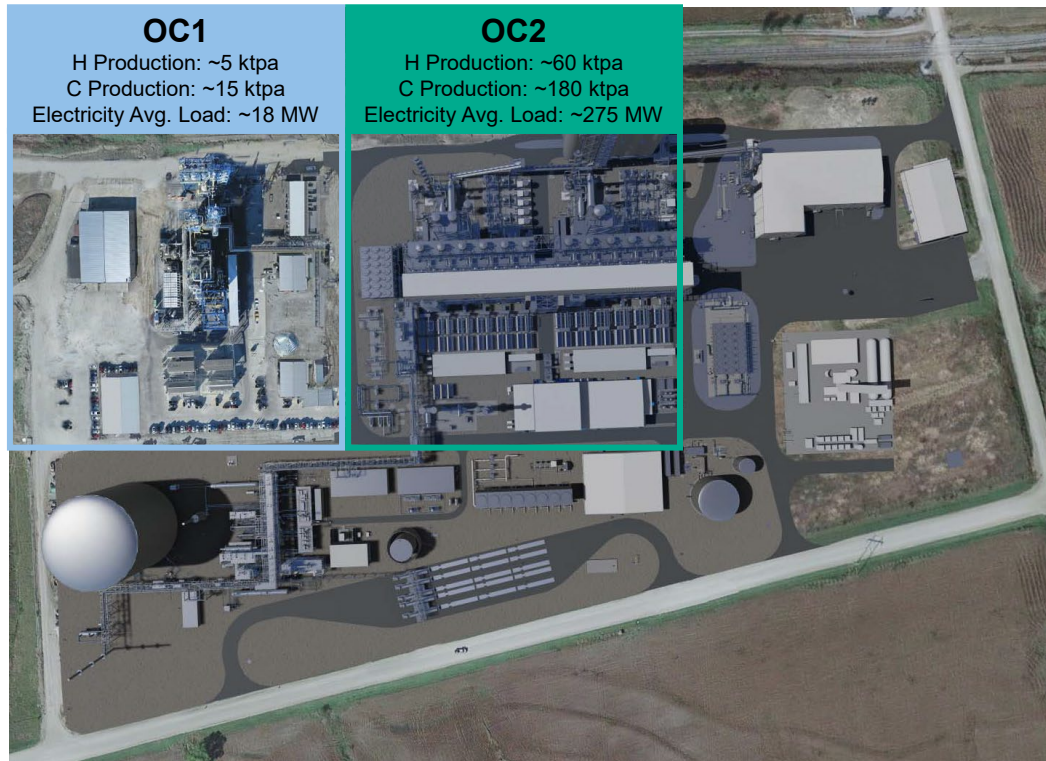 OC1
H Production: ~5 ktpa
C Production: ~15 ktpa
Electricity Avg. Load: ~18 MW
OC2
H Production: ~60 ktpa
C Production: ~180 ktpa
Electricity Avg. Load: ~275 MW